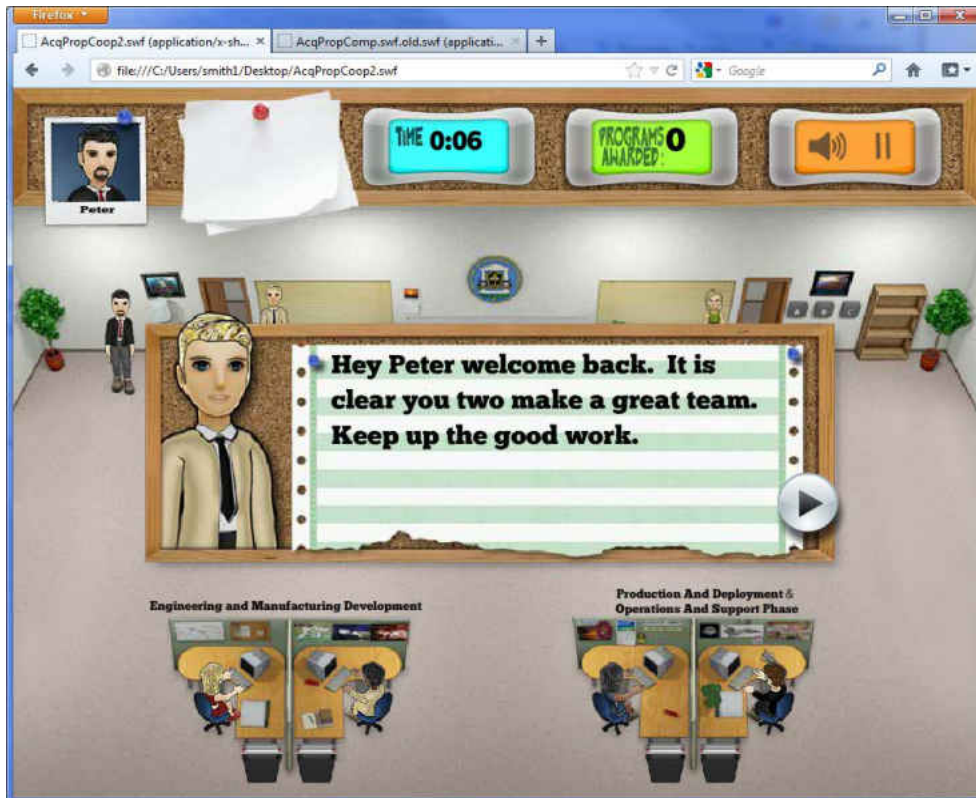 Firefox
AcqPropCoop2.swf (application/x-sh...
AcqPropComp.swf.old.swf (applicati...
file:///C:/Users/smith1/Desktop/AcqPropCoop2.swf
Google
TIME 0:06
PROGRAMS AWARDED: 0
Peter
Hey Peter welcome back. It is
clear you two make a great team.
Keep up the good work.
Engineering and Manufacturing Development
Production And Deployment &
Operations And Support Phase